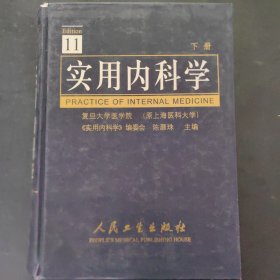 Edition
11
下册
实用内科学
PRACTICE OF INTERNAL MEDICINE
复旦大学医学院 (原上海医科大学)
《实用内科学》编委会 陈灏珠 主编
人民卫生出版社
PEOPLE'S MEDICAL PUBLISHING HOUSE